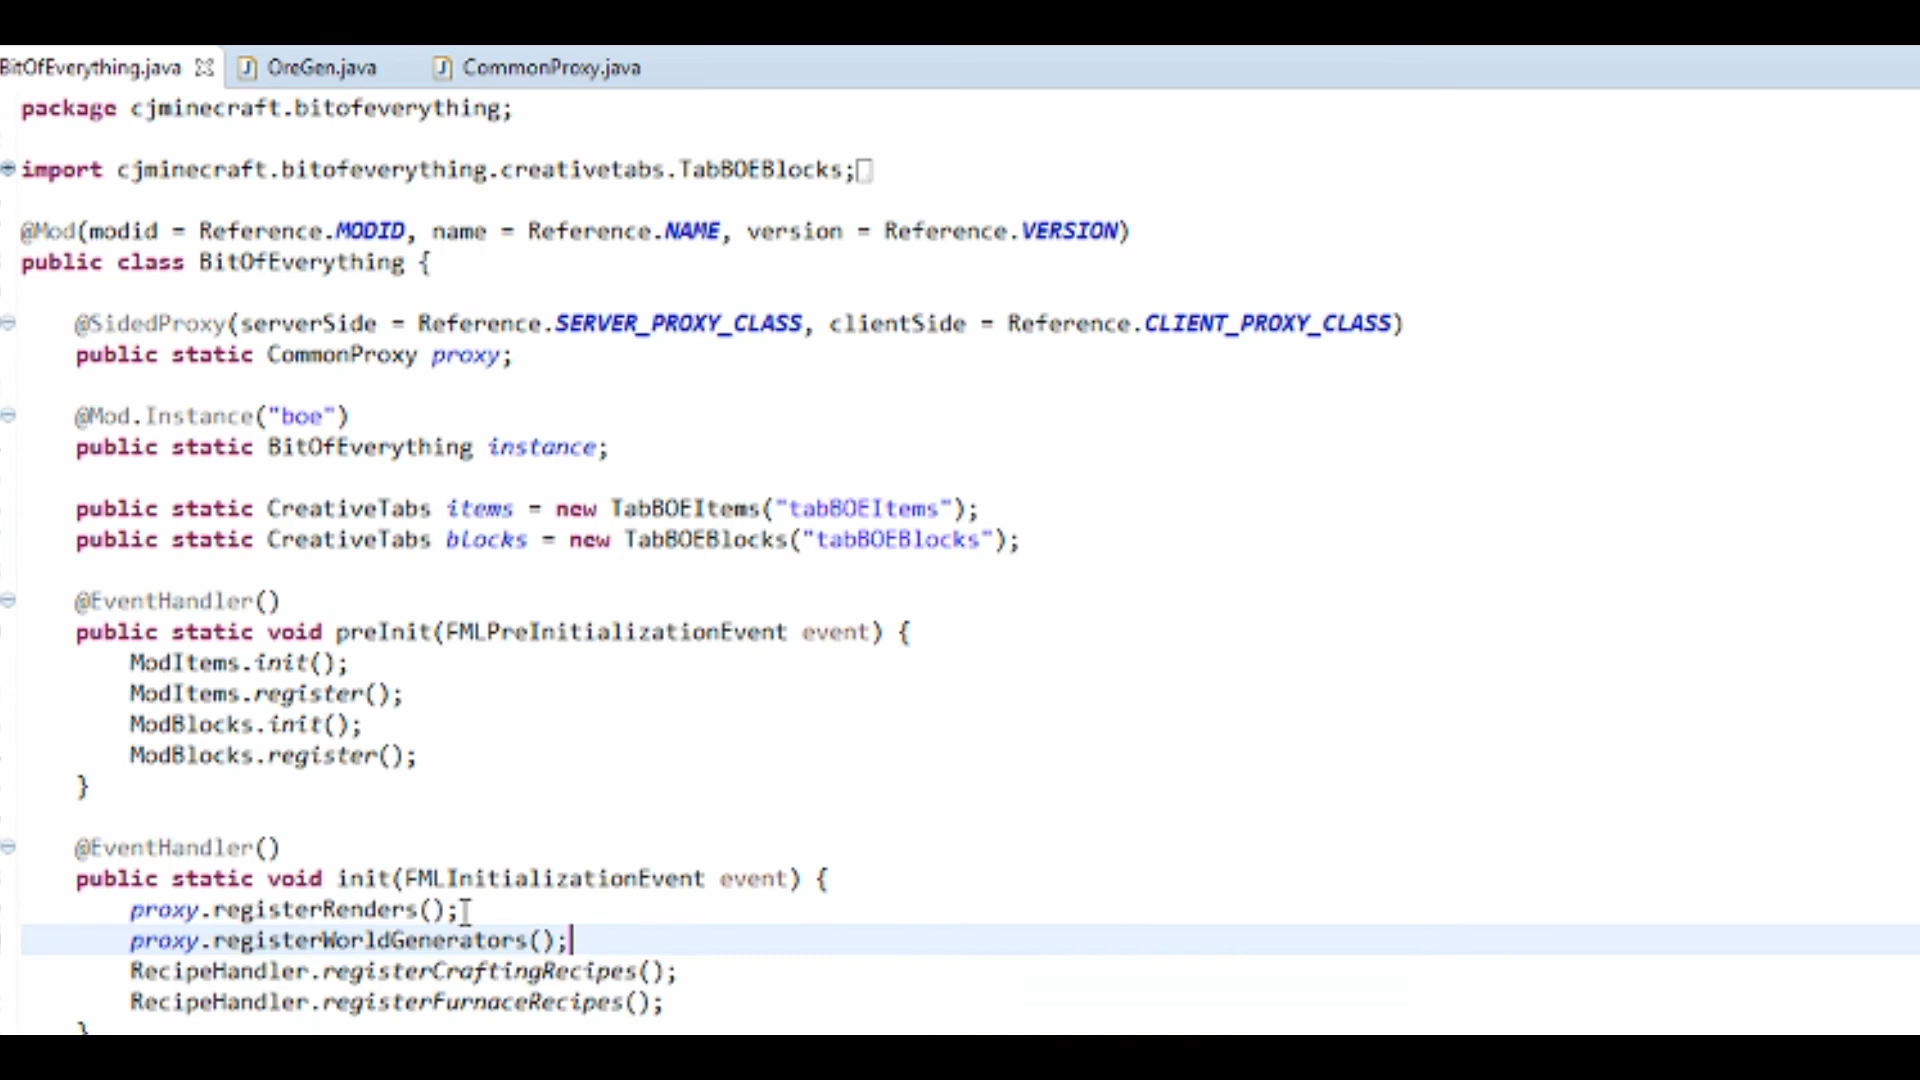 BitOfEverything.java OreGen.java CommonProxy.java
package cjminecraft.bitofeverything;
import cjminecraft.bitofeverything.creativetabs.TabBOEBlocks;
@Mod(modid = Reference.MODID, name = Reference.NAME, version = Reference.VERSION)
public class BitOfEverything {
@SidedProxy(serverSide = Reference.SERVER_PROXY_CLASS, clientSide = Reference.CLIENT_PROXY_CLASS)
public static CommonProxy proxy;
@Mod.Instance("boe")
public static BitOfEverything instance;
public static CreativeTabs items = new TabBOEItems("tabBOEItems");
public static CreativeTabs blocks = new TabBOEBlocks("tabBOEBlocks");
@EventHandler()
public static void preInit(FMLPreInitializationEvent event) {
ModItems.init();
ModItems.register();
ModBlocks.init();
ModBlocks.register();
}
@EventHandler()
public static void init(FMLInitializationEvent event) {
proxy.registerRenders();
proxy.registerWorldGenerators();
RecipeHandler.registerCraftingRecipes();
RecipeHandler.registerFurnaceRecipes();
}